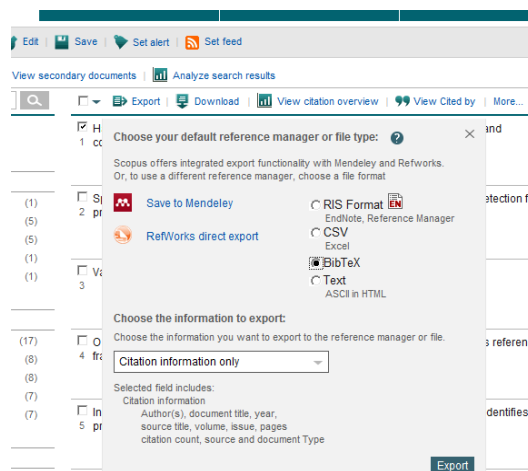 Edit | Save | Set alert | Set feed
View secondary documents | Analyze search results
Export | Download | View citation overview | View Cited by | More...
1
and
Choose your default reference manager or file type:
Scopus offers integrated export functionality with Mendeley and Refworks.
Or, to use a different reference manager, choose a file format
Save to Mendeley
RefWorks direct export
RIS Format EN
EndNote, Reference Manager
CSV
Excel
BibTeX
Text
ASCII in HTML
Choose the information to export:
Choose the information you want to export to the reference manager or file.
Citation information only
Selected field includes:
Citation information
Author(s), document title, year,
source title, volume, issue, pages
citation count, source and document Type
Export
(1)
(5)
(5)
(1)
(1)
(17)
(8)
(8)
(7)
(7)
2
3
4
5